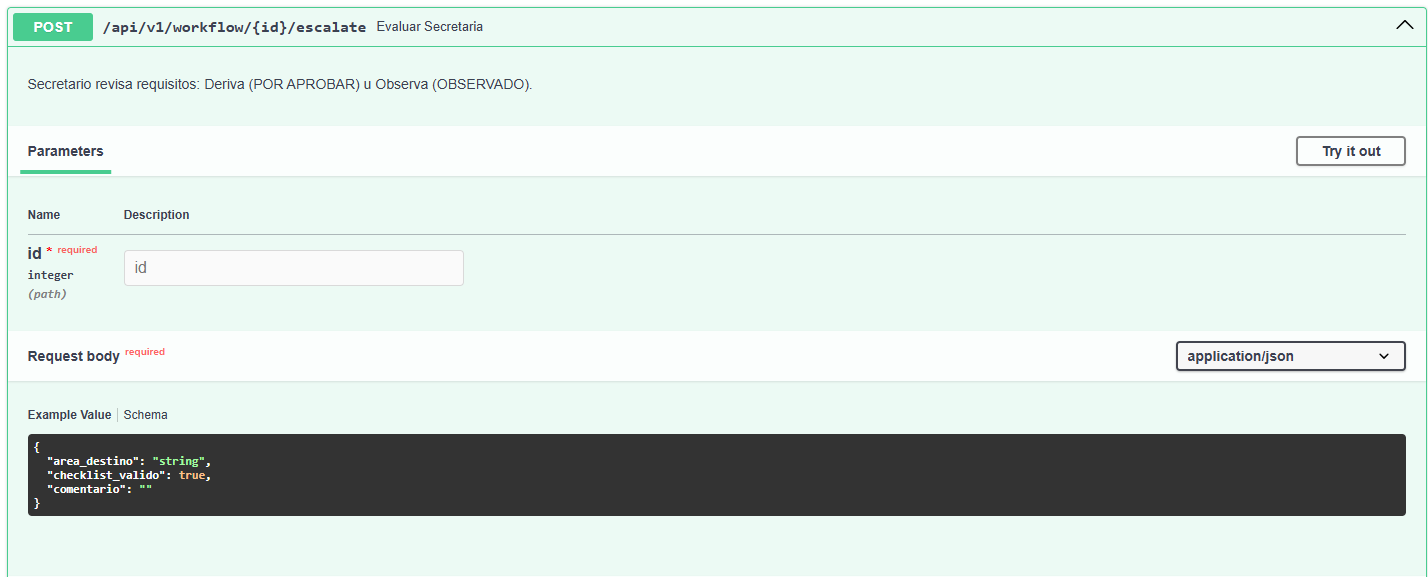 POST /api/v1/workflow/{id}/escalate Evaluar Secretaria
Secretario revisa requisitos: Deriva (POR APROBAR) u Observa (OBSERVADO).
Parameters
Try it out
Name Description
id * required
integer
(path)
id
Request body required
application/json
Example Value Schema
{
  "area_destino": "string",
  "checklist_valido": true,
  "comentario": ""
}